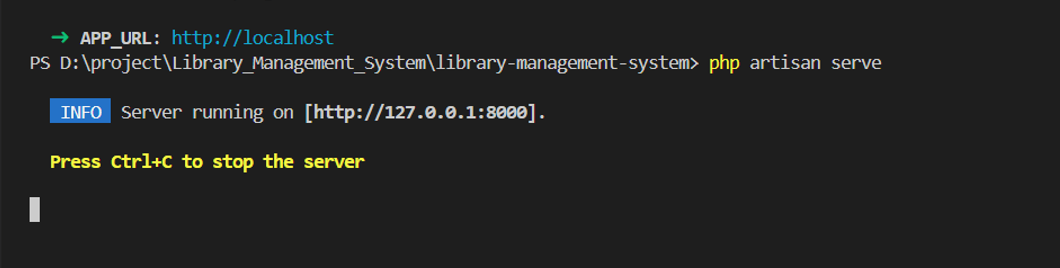 ➜ APP_URL: http://localhost
PS D:\project\Library_Management_System\library-management-system> php artisan serve
INFO Server running on [http://127.0.0.1:8000].
Press Ctrl+C to stop the server